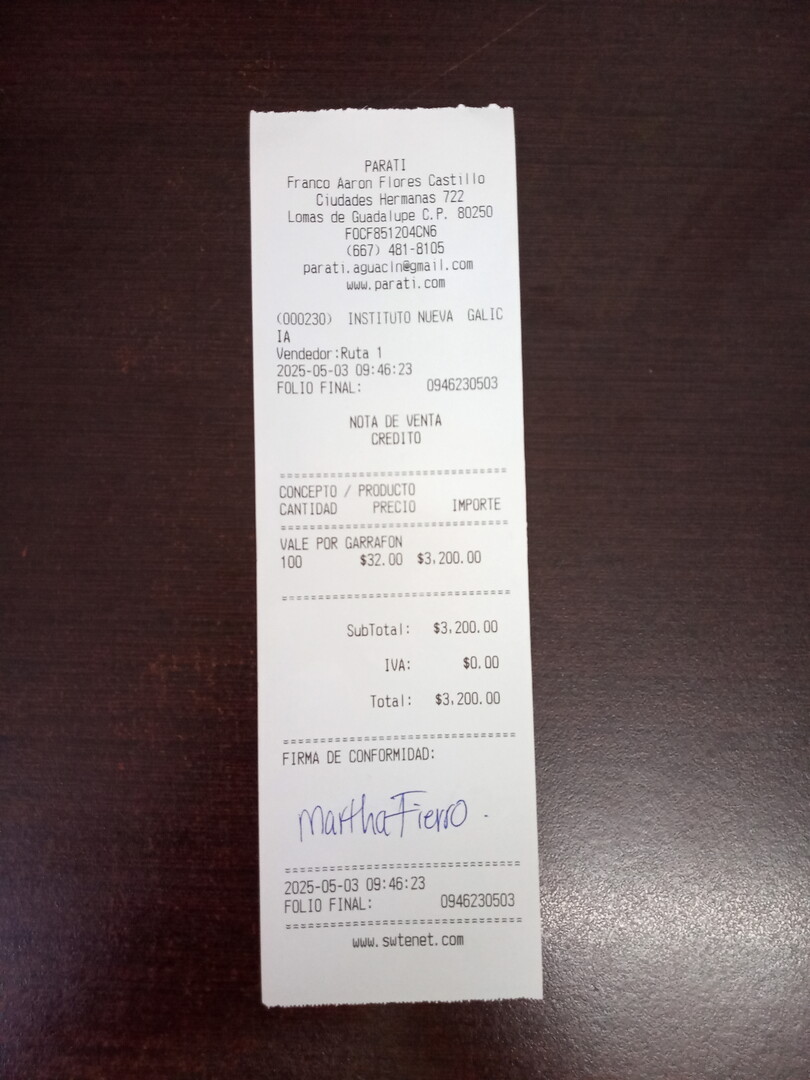 PARATI
Franco Aaron Flores Castillo
Ciudades Hermanas 722
Lomas de Guadalupe C.P. 80250
FOCF851204CN6
(667) 481-8105
parati.aguacln@gmail.com
www.parati.com
(000230) INSTITUTO NUEVA GALIC
IA
Vendedor:Ruta 1
2025-05-03 09:46:23
FOLIO FINAL: 0946230503
NOTA DE VENTA
CREDITO
================================
CONCEPTO / PRODUCTO
CANTIDAD PRECIO IMPORTE
================================
VALE POR GARRAFON
100 $32.00 $3,200.00
================================
SubTotal: $3,200.00
IVA: $0.00
Total: $3,200.00
================================
FIRMA DE CONFORMIDAD:
Martha Fierro.
================================
2025-05-03 09:46:23
FOLIO FINAL: 0946230503
================================
www.swtenet.com